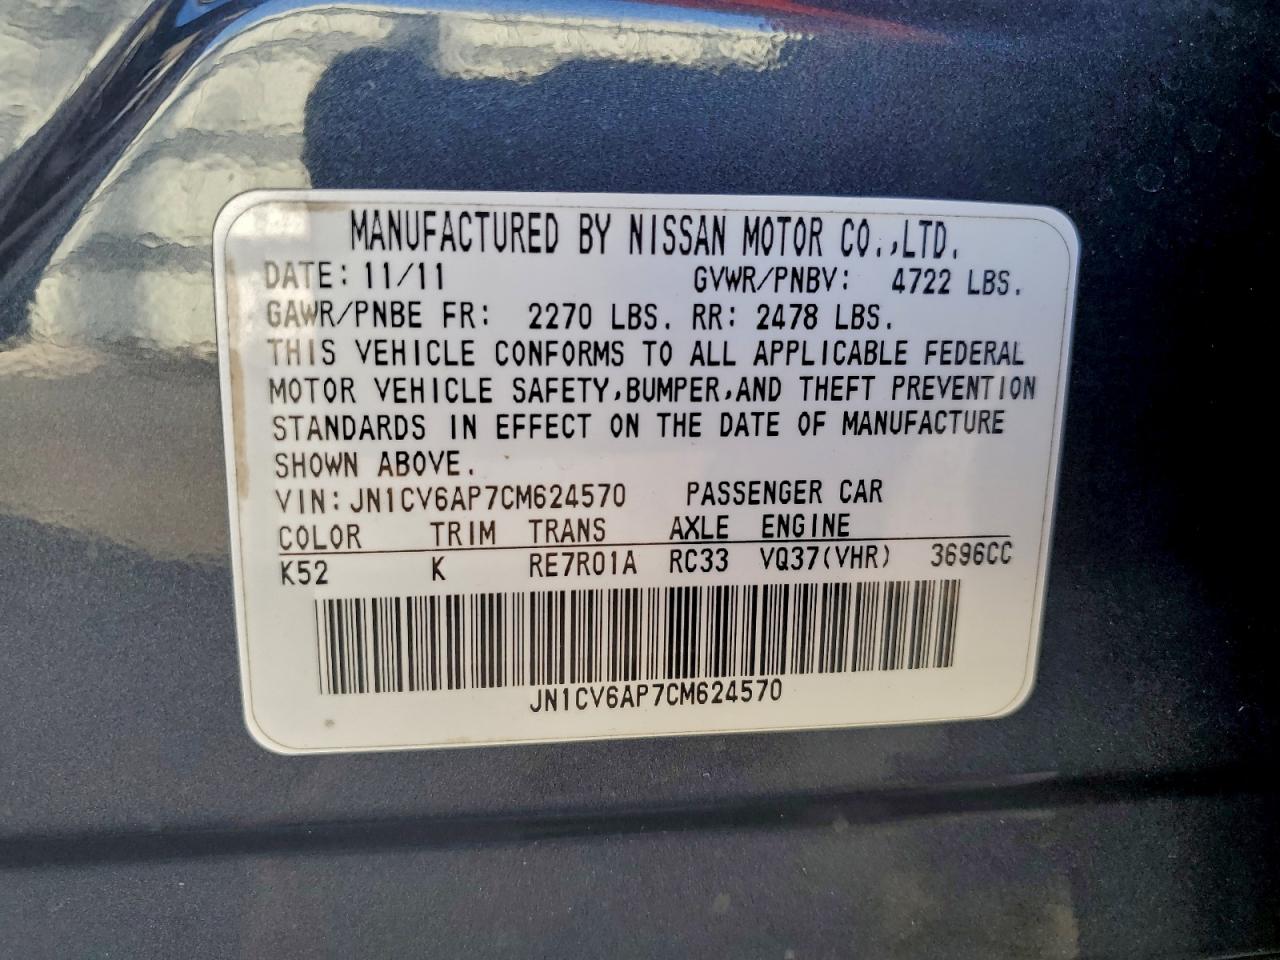 MANUFACTURED BY NISSAN MOTOR CO.,LTD.
DATE: 11/11 GVWR/PNBV: 4722 LBS.
GAWR/PNBE FR: 2270 LBS. RR: 2478 LBS.
THIS VEHICLE CONFORMS TO ALL APPLICABLE FEDERAL
MOTOR VEHICLE SAFETY,BUMPER,AND THEFT PREVENTION
STANDARDS IN EFFECT ON THE DATE OF MANUFACTURE
SHOWN ABOVE.
VIN: JN1CV6AP7CM624570 PASSENGER CAR
COLOR TRIM TRANS AXLE ENGINE
K52 K RE7R01A RC33 VQ37(VHR) 3696CC
JN1CV6AP7CM624570